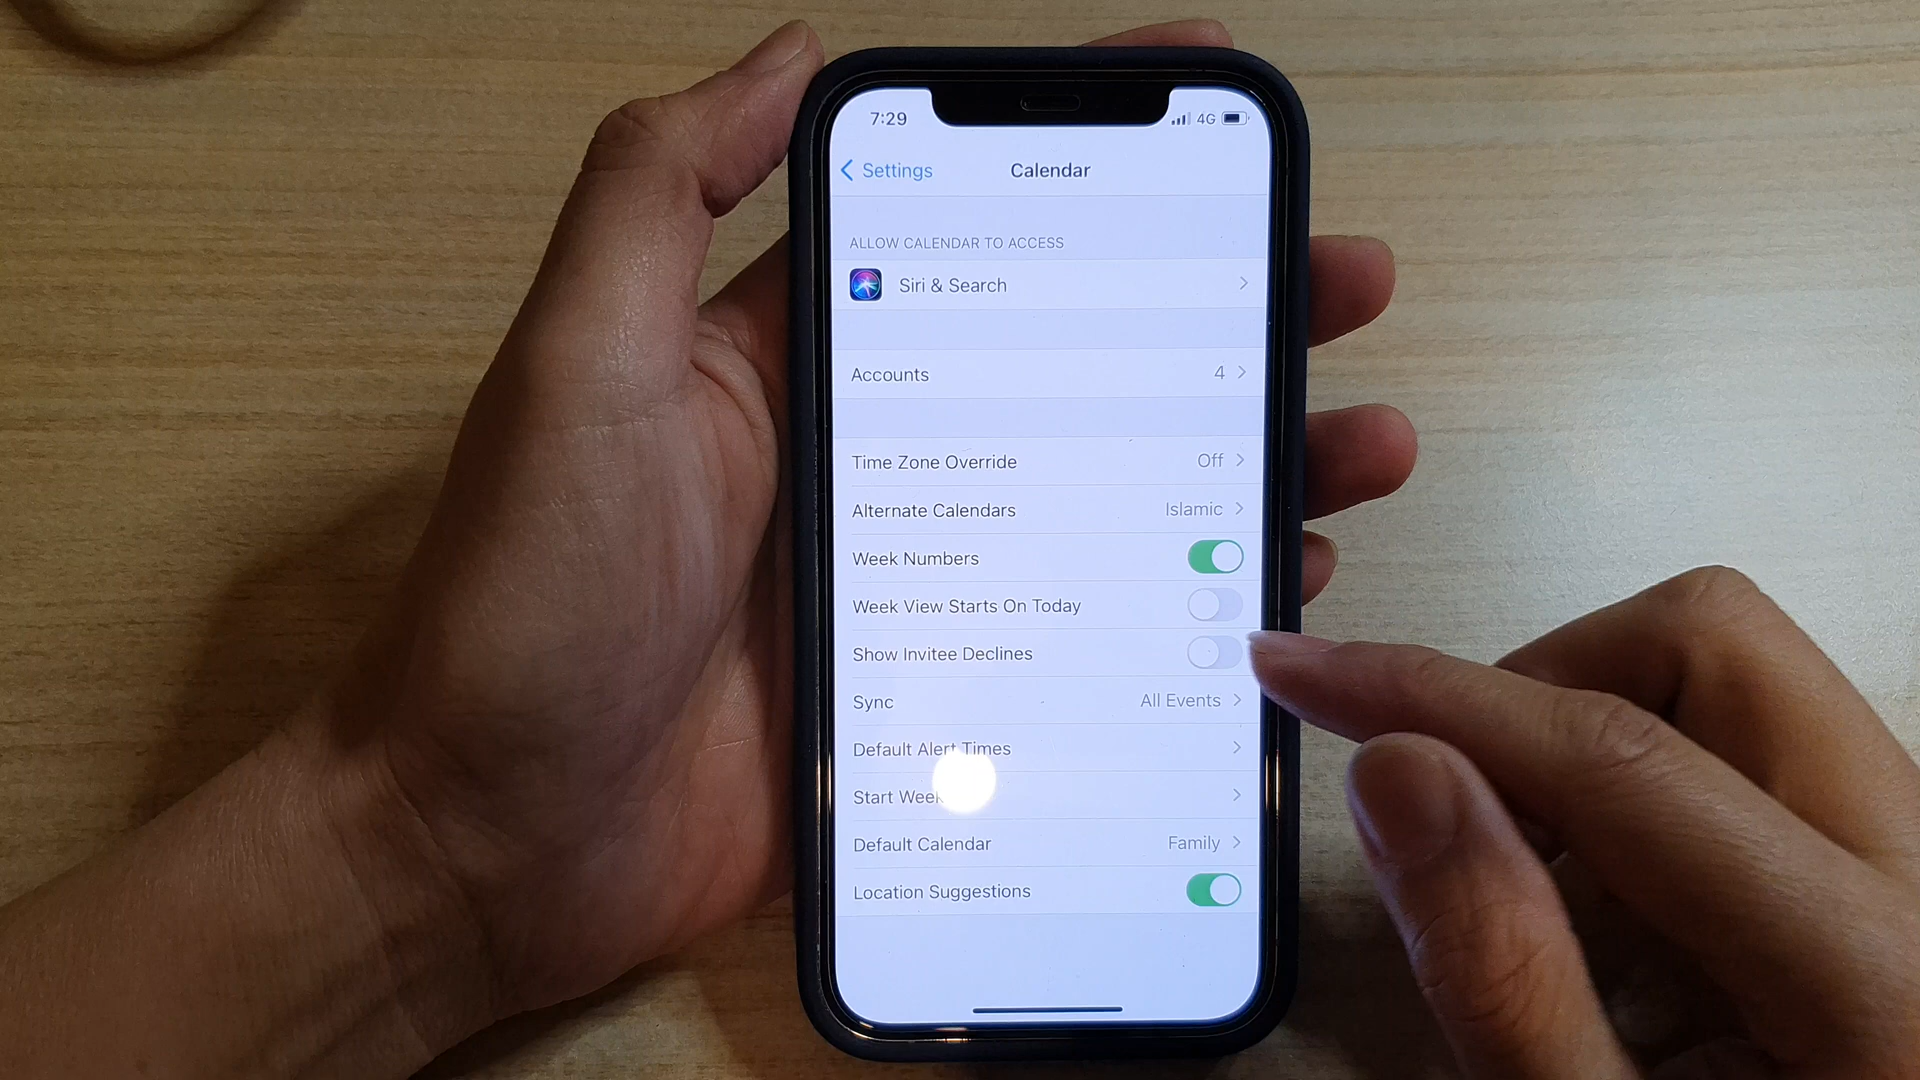 7:29 4G
Settings Calendar
ALLOW CALENDAR TO ACCESS
Siri & Search
Accounts 4
Time Zone Override Off
Alternate Calendars Islamic
Week Numbers
Week View Starts On Today
Show Invitee Declines
Sync All Events
Default Alert Times
Start Week
Default Calendar Family
Location Suggestions